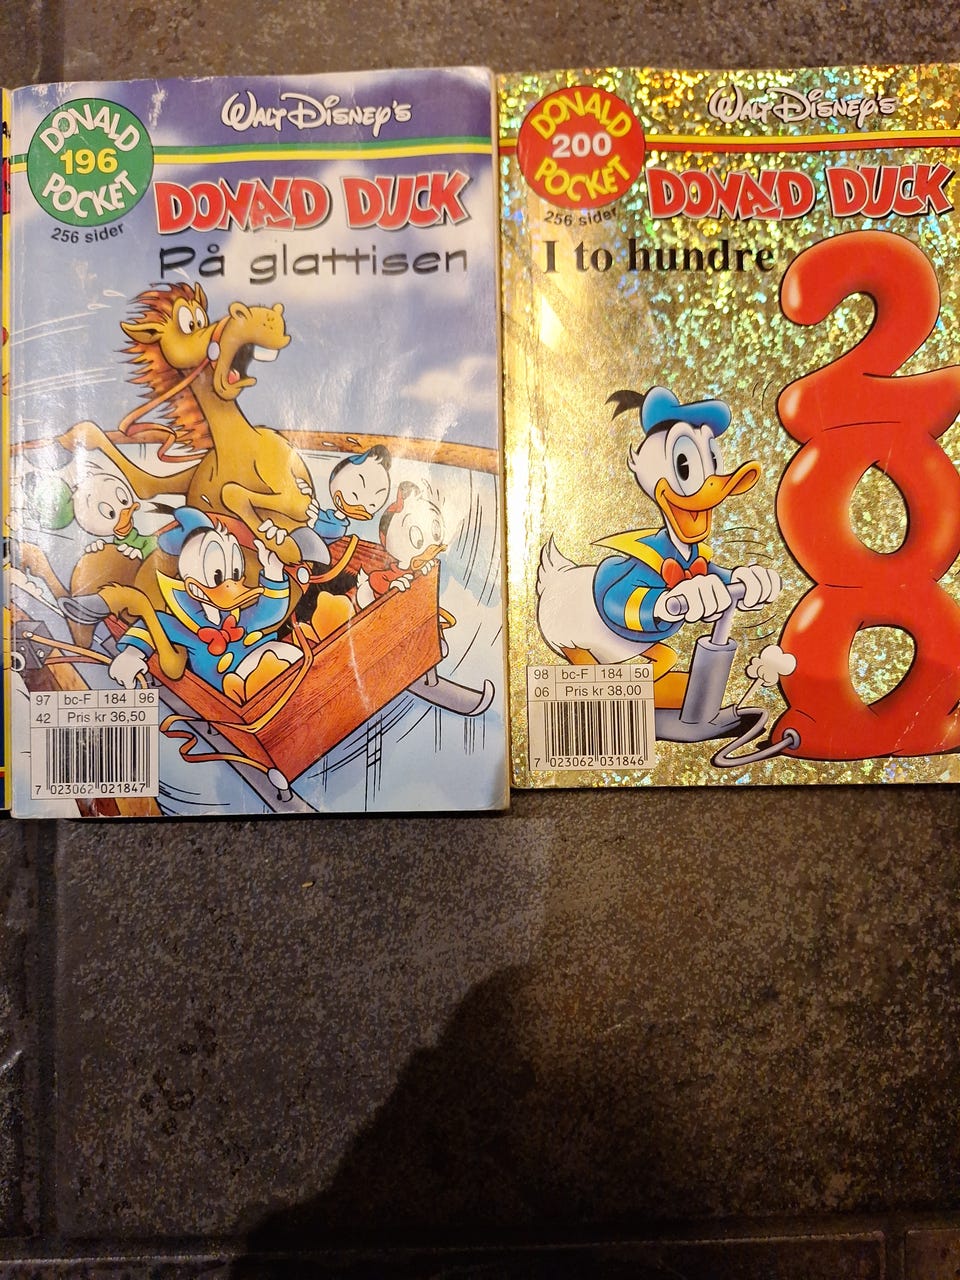 WALT DISNEY'S
DONALD
196
POCKET
256 sider
DONALD DUCK
På glattisen
97 bc-F 184 96
42 Pris kr 36,50
7 023062 021847
WALT DISNEY'S
DONALD
200
POCKET
256 sider
DONALD DUCK
I to hundre
200
98 bc-F 184 50
06 Pris kr 38,00
7 023062 031846